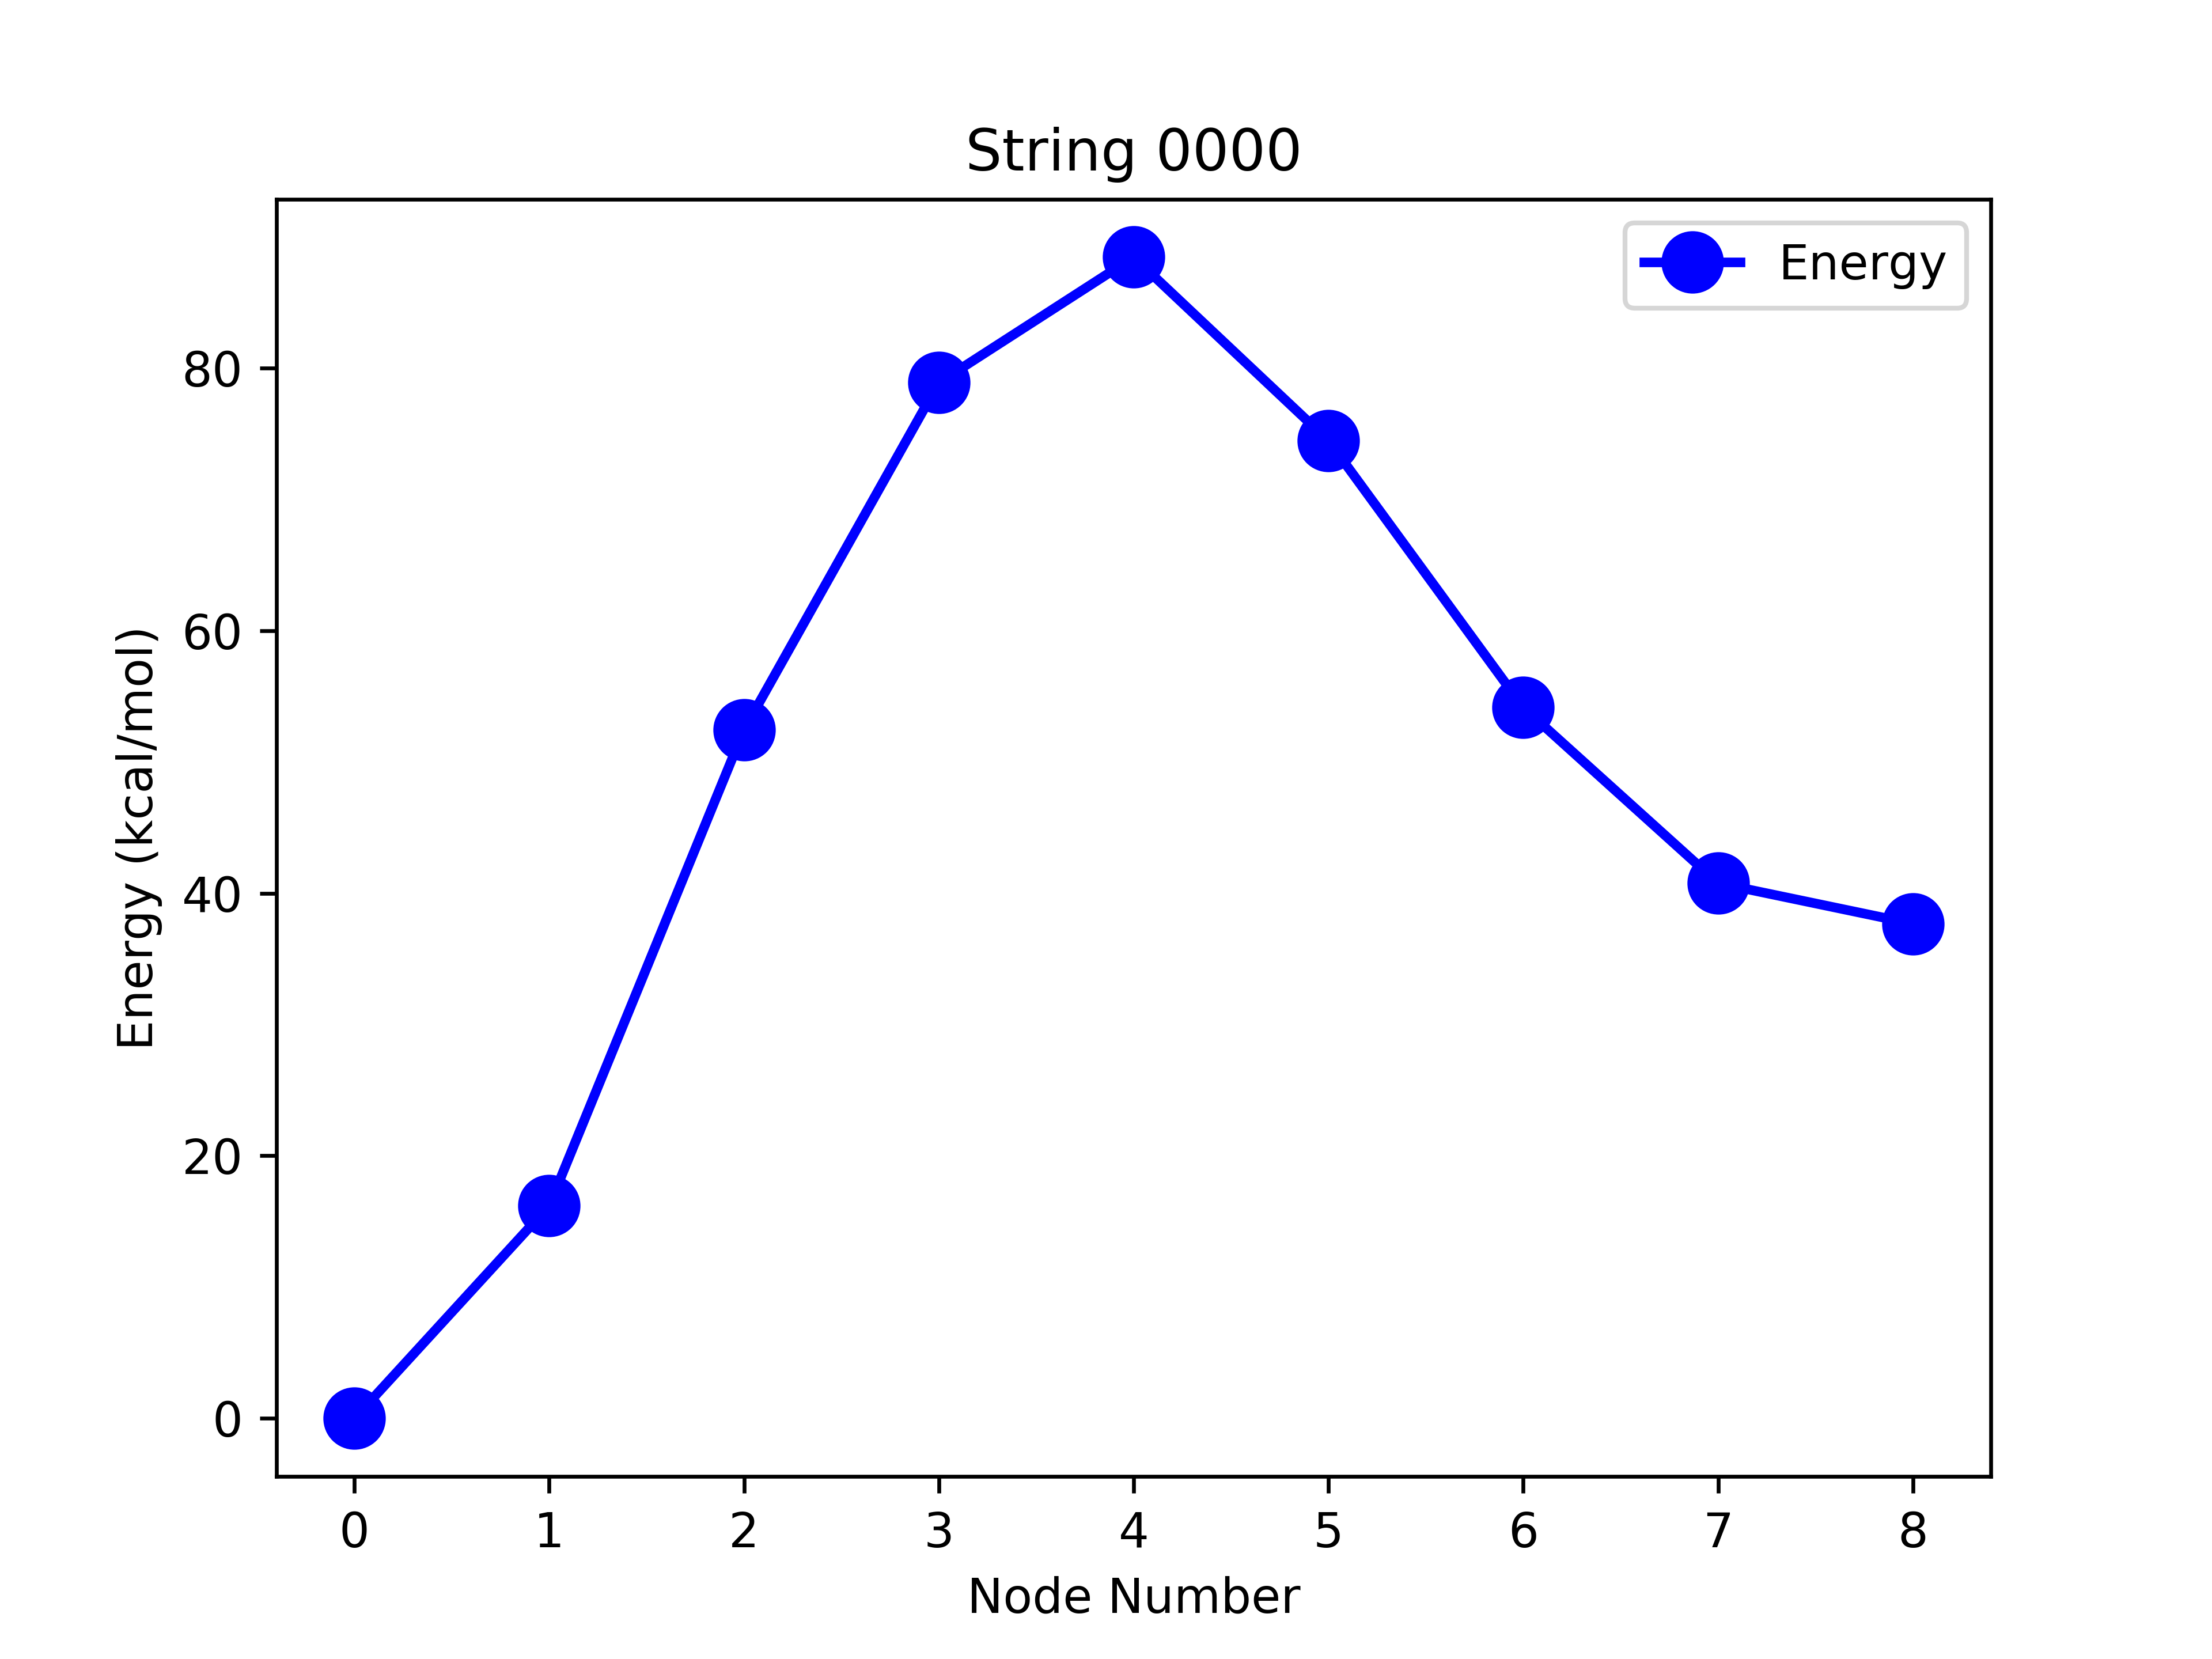 String 0000
Energy
Energy (kcal/mol)
80
60
40
20
0
0 1 2 3 4 5 6 7 8
Node Number